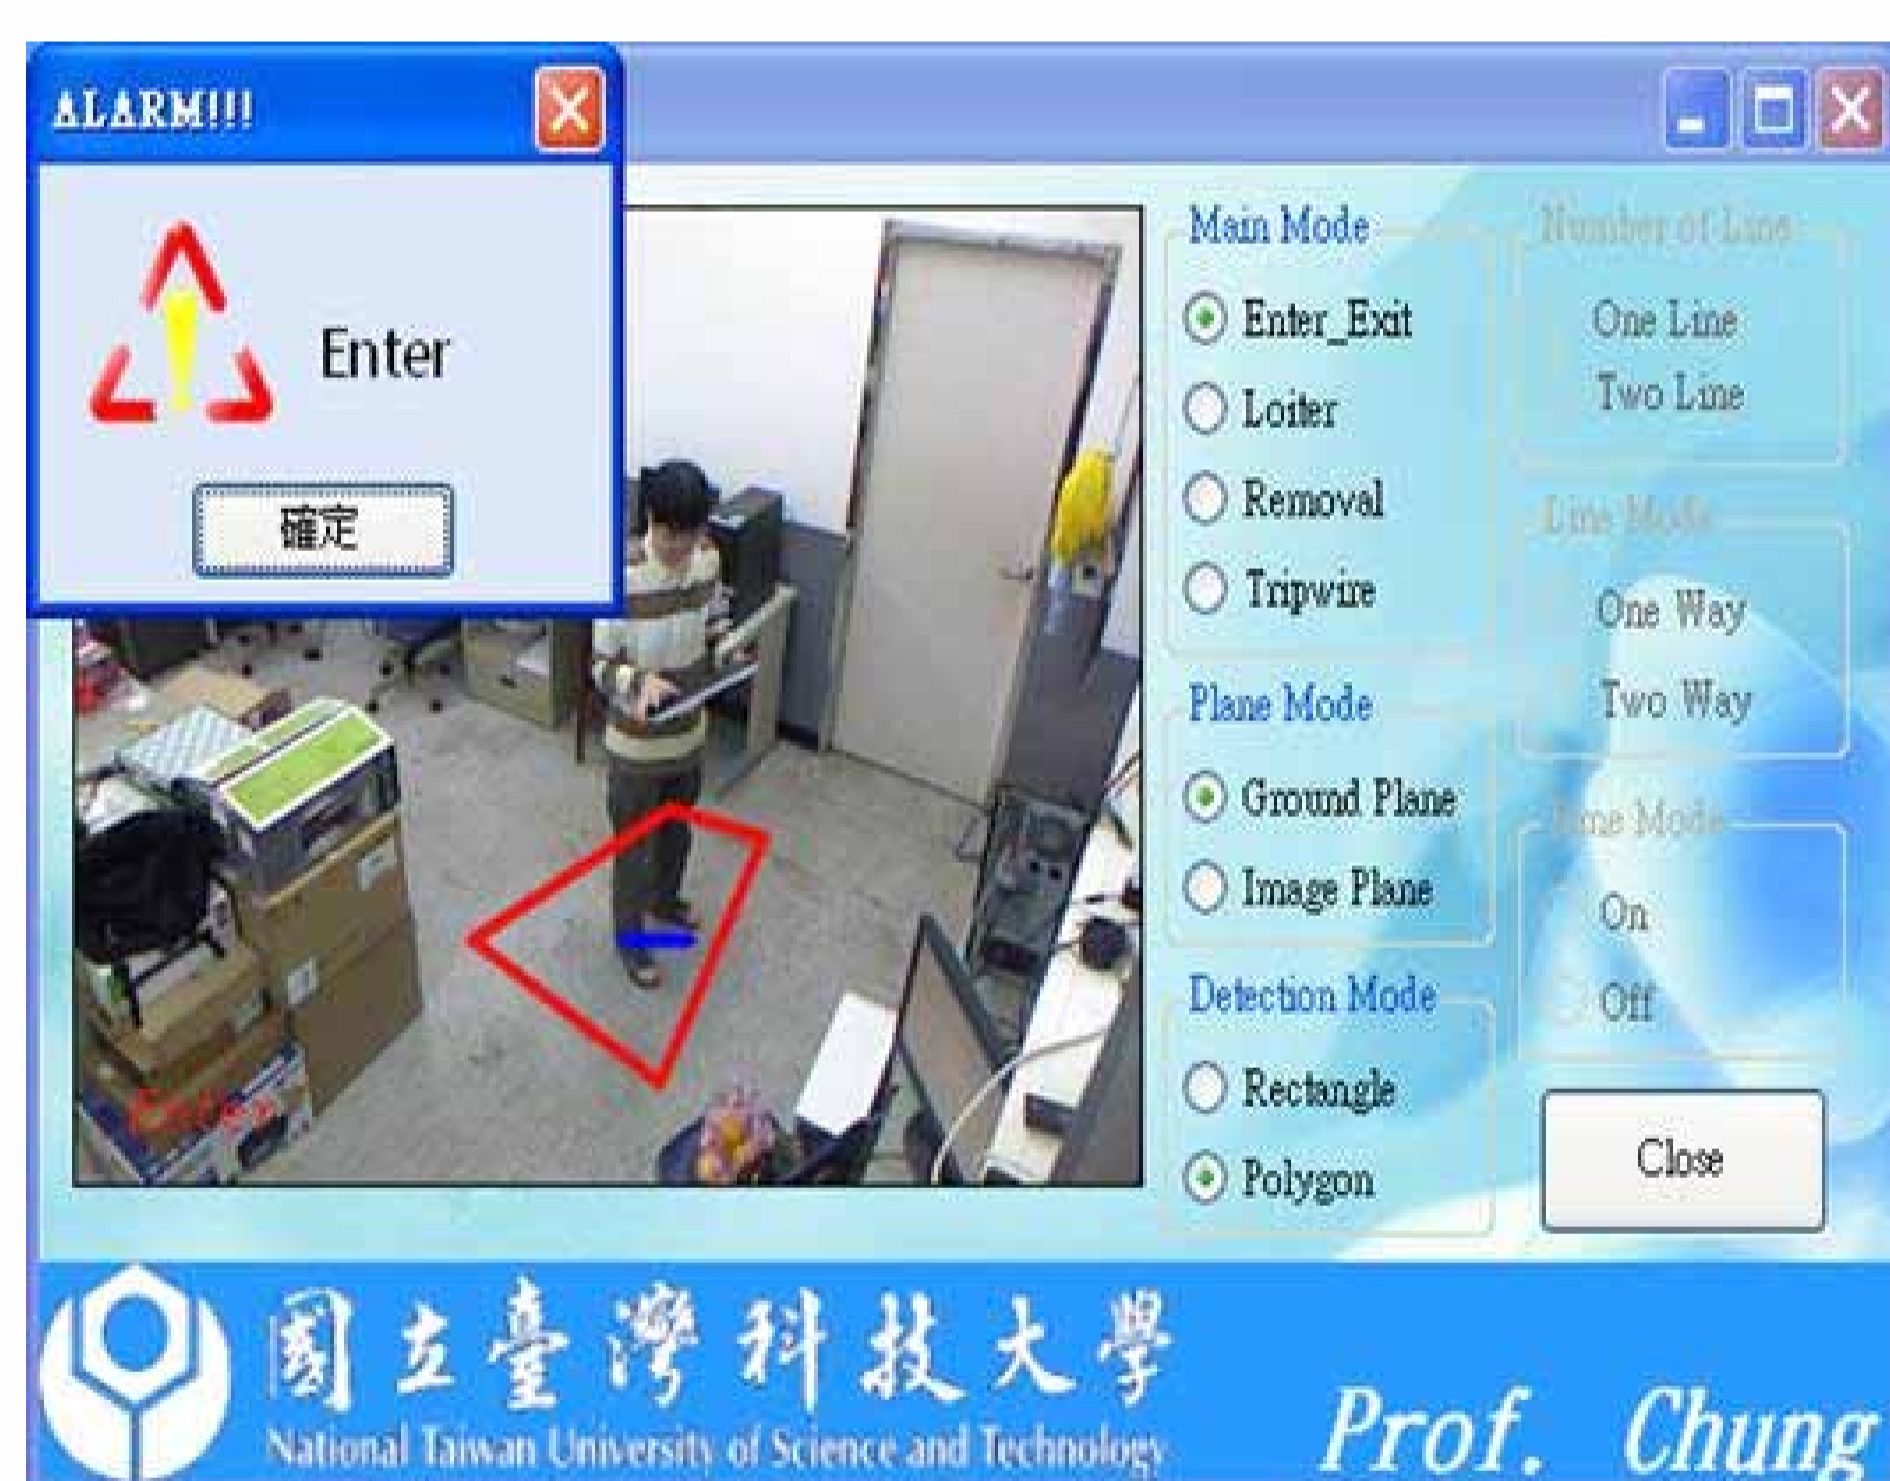 ALARM!!!
Enter
確定
Enter
Main Mode
Enter_Exit
Loiter
Removal
Tripwire
Plane Mode
Ground Plane
Image Plane
Detection Mode
Rectangle
Polygon
Number of Line
One Line
Two Line
Line Mode
One Way
Two Way
Mode
On
Off
Close
國立臺灣科技大學
National Taiwan University of Science and Technology
Prof. Chung